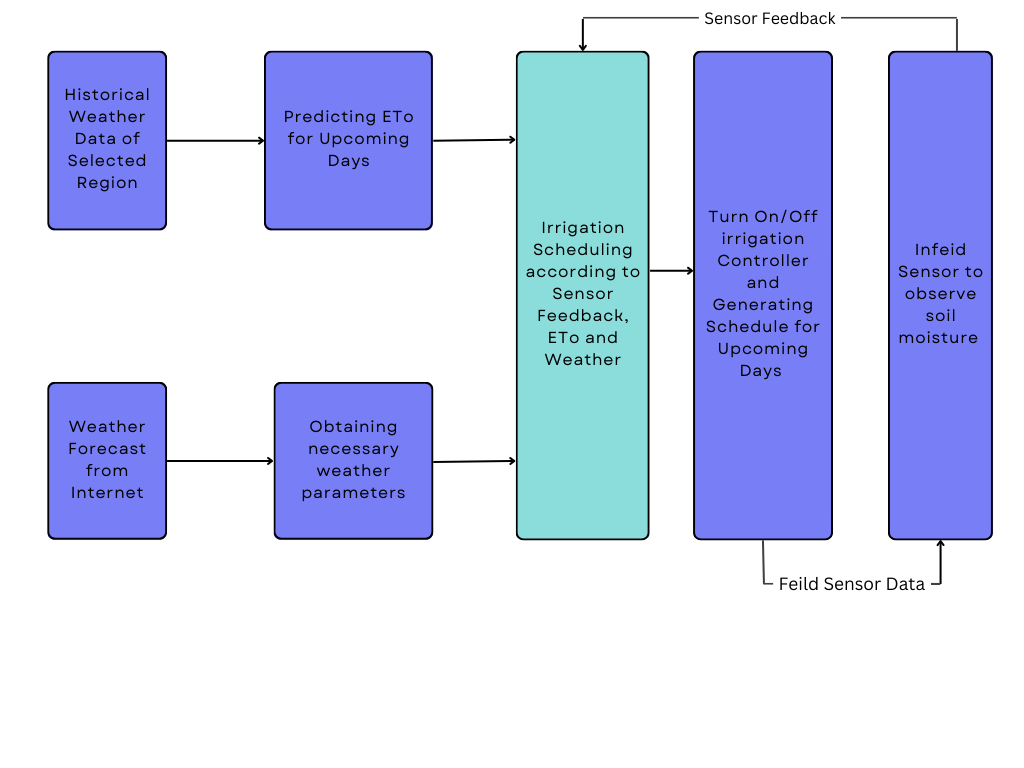 Sensor Feedback
Historical
Weather
Data of
Selected
Region
Predicting ETo
for Upcoming
Days
Irrigation
Scheduling
according to
Sensor
Feedback,
ETo and
Weather
Turn On/Off
irrigation
Controller
and
Generating
Schedule for
Upcoming
Days
Infeid
Sensor to
observe
soil
moisture
Weather
Forecast
from
Internet
Obtaining
necessary
weather
parameters
Feild Sensor Data